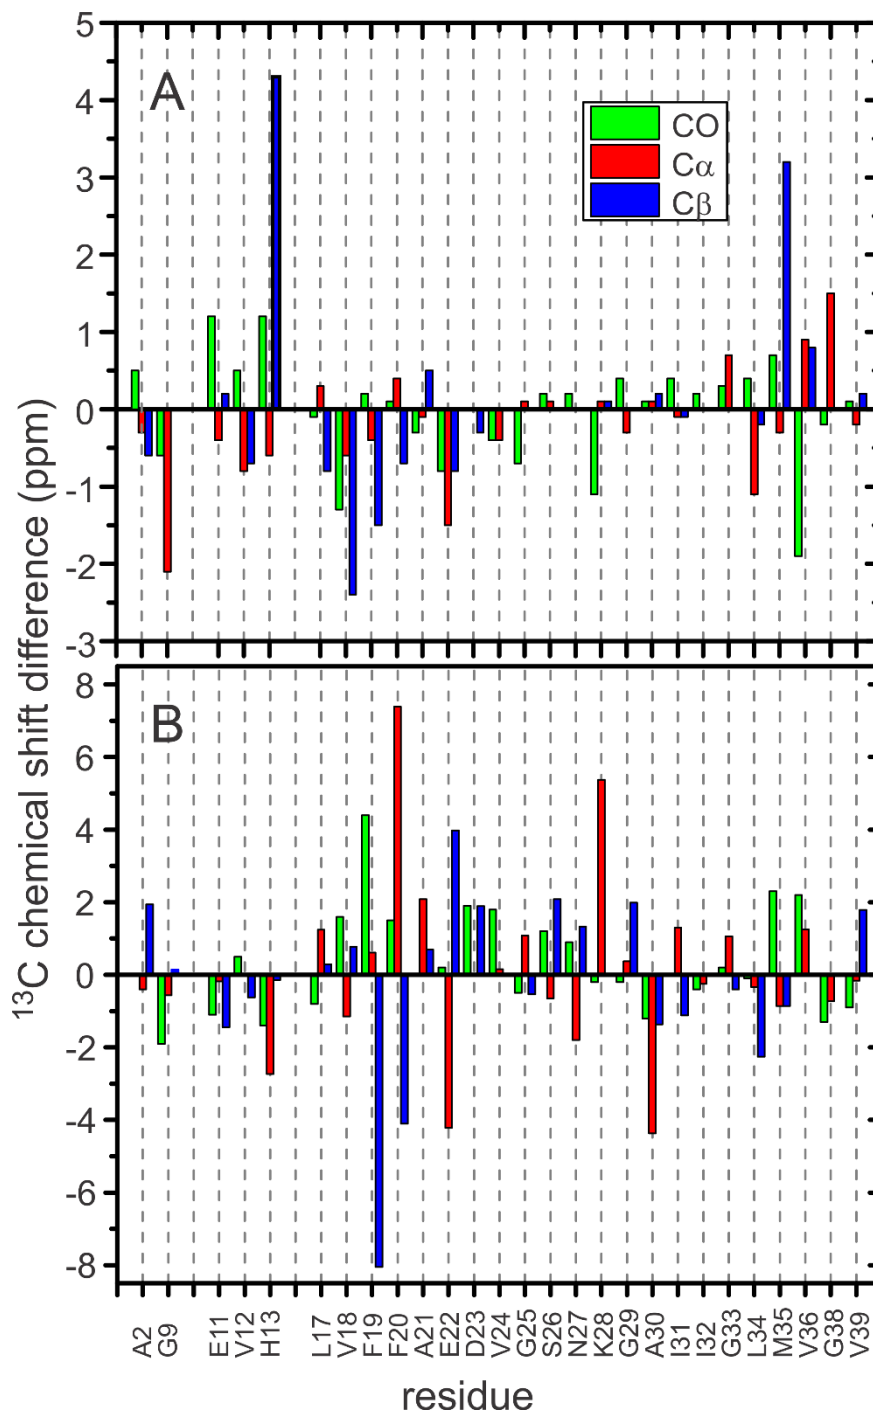 A
CO
Cα
Cβ
5
4
3
2
1
0
-1
-2
-3
B
8
6
4
2
0
-2
-4
-6
-8
13C chemical shift difference (ppm)
A2 G9 E11 V12 H13 L17 V18 F19 F20 A21 E22 D23 V24 G25 S26 N27 K28 G29 A30 I31 I32 G33 L34 M35 V36 G38 V39
residue